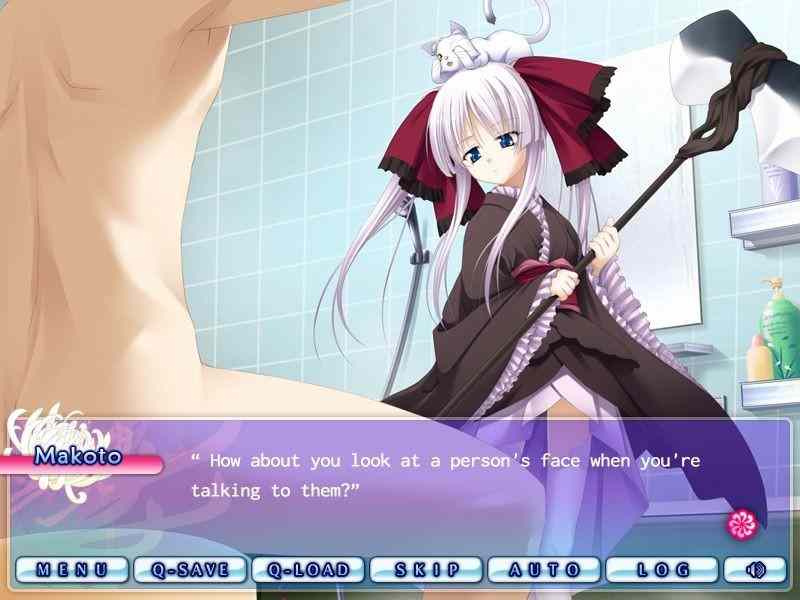 Makoto
“ How about you look at a person's face when you're
talking to them?”
MENU Q-SAVE Q-LOAD SKIP AUTO LOG